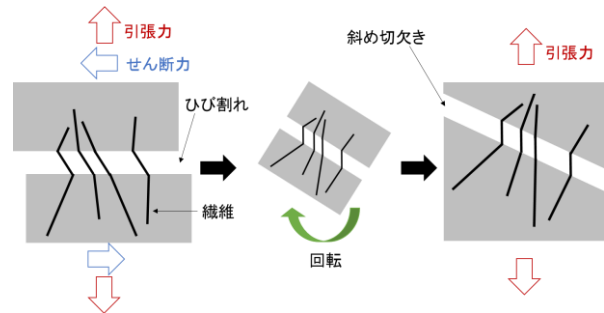 引張力
せん断力
ひび割れ
繊維
回転
斜め切欠き
引張力